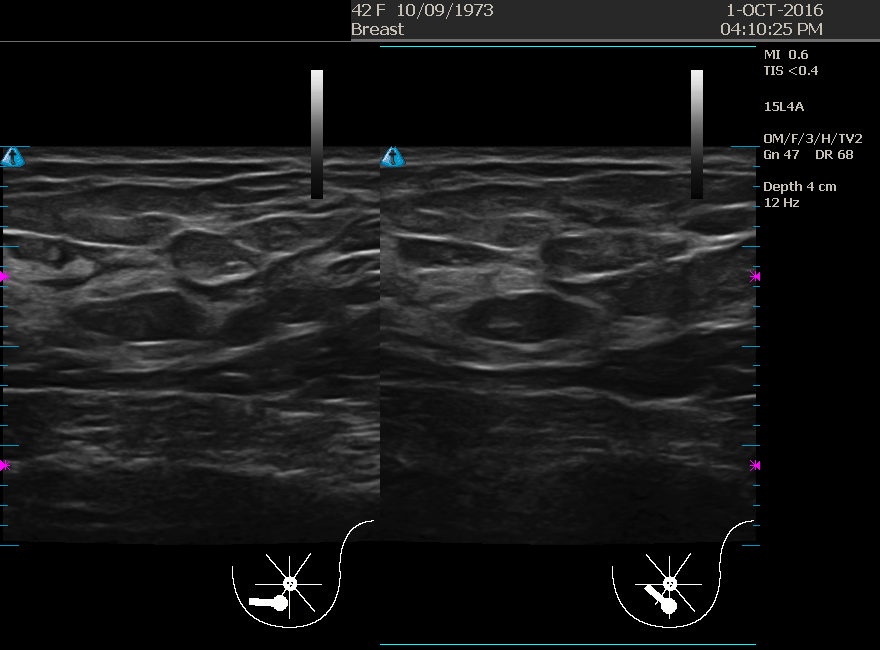 42 F 10/09/1973 1-OCT-2016
Breast 04:10:25 PM
MI 0.6
TIS <0.4
15L4A
OM/F/3/H/TV2
Gn 47 DR 68
Depth 4 cm
12 Hz